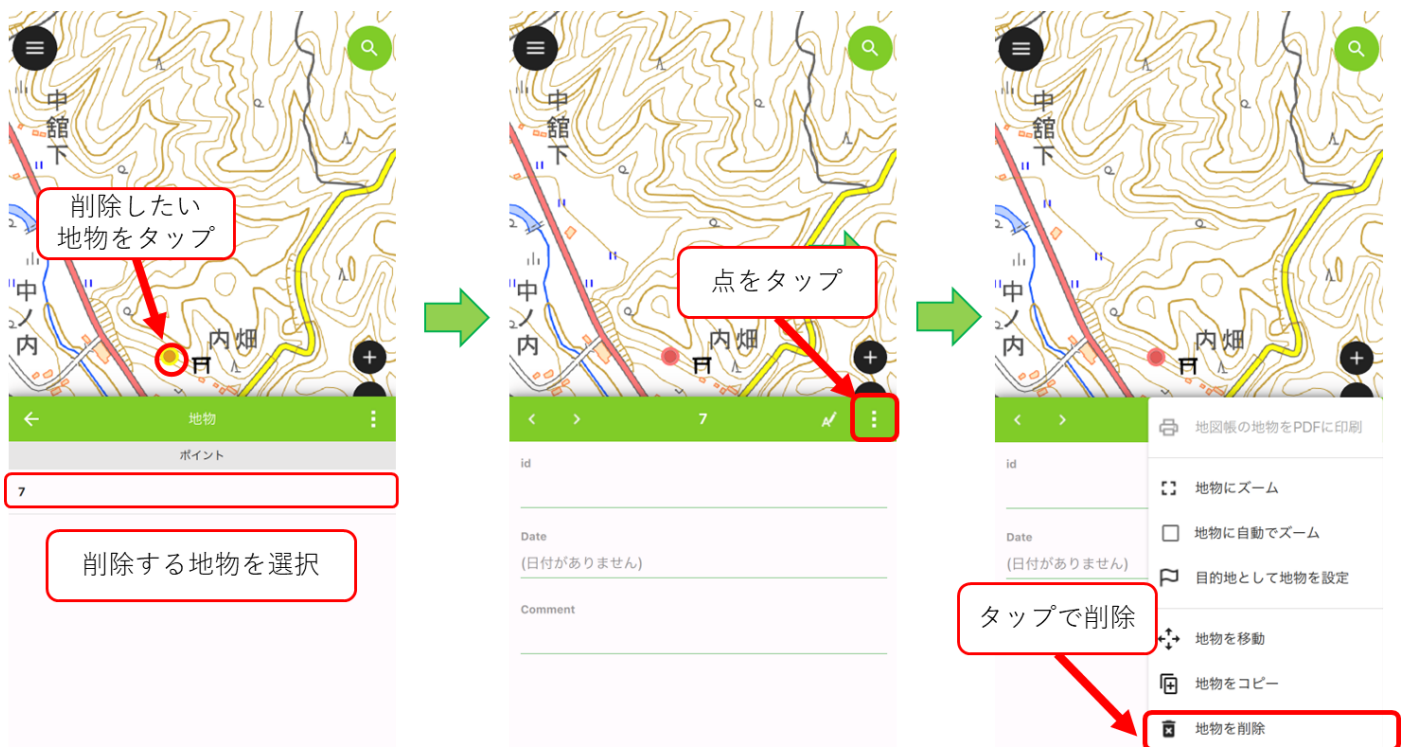 中舘下
削除したい
地物をタップ
中ノ内
内畑
地物
ポイント
7
削除する地物を選択
中舘下
点をタップ
中ノ内
内畑
7
id
Date
(日付がありません)
Comment
中舘下
中ノ内
内畑
id
Date
(日付がありません)
地図帳の地物をPDFに印刷
地物にズーム
地物に自動でズーム
目的地として地物を設定
タップで削除
地物を移動
地物をコピー
地物を削除